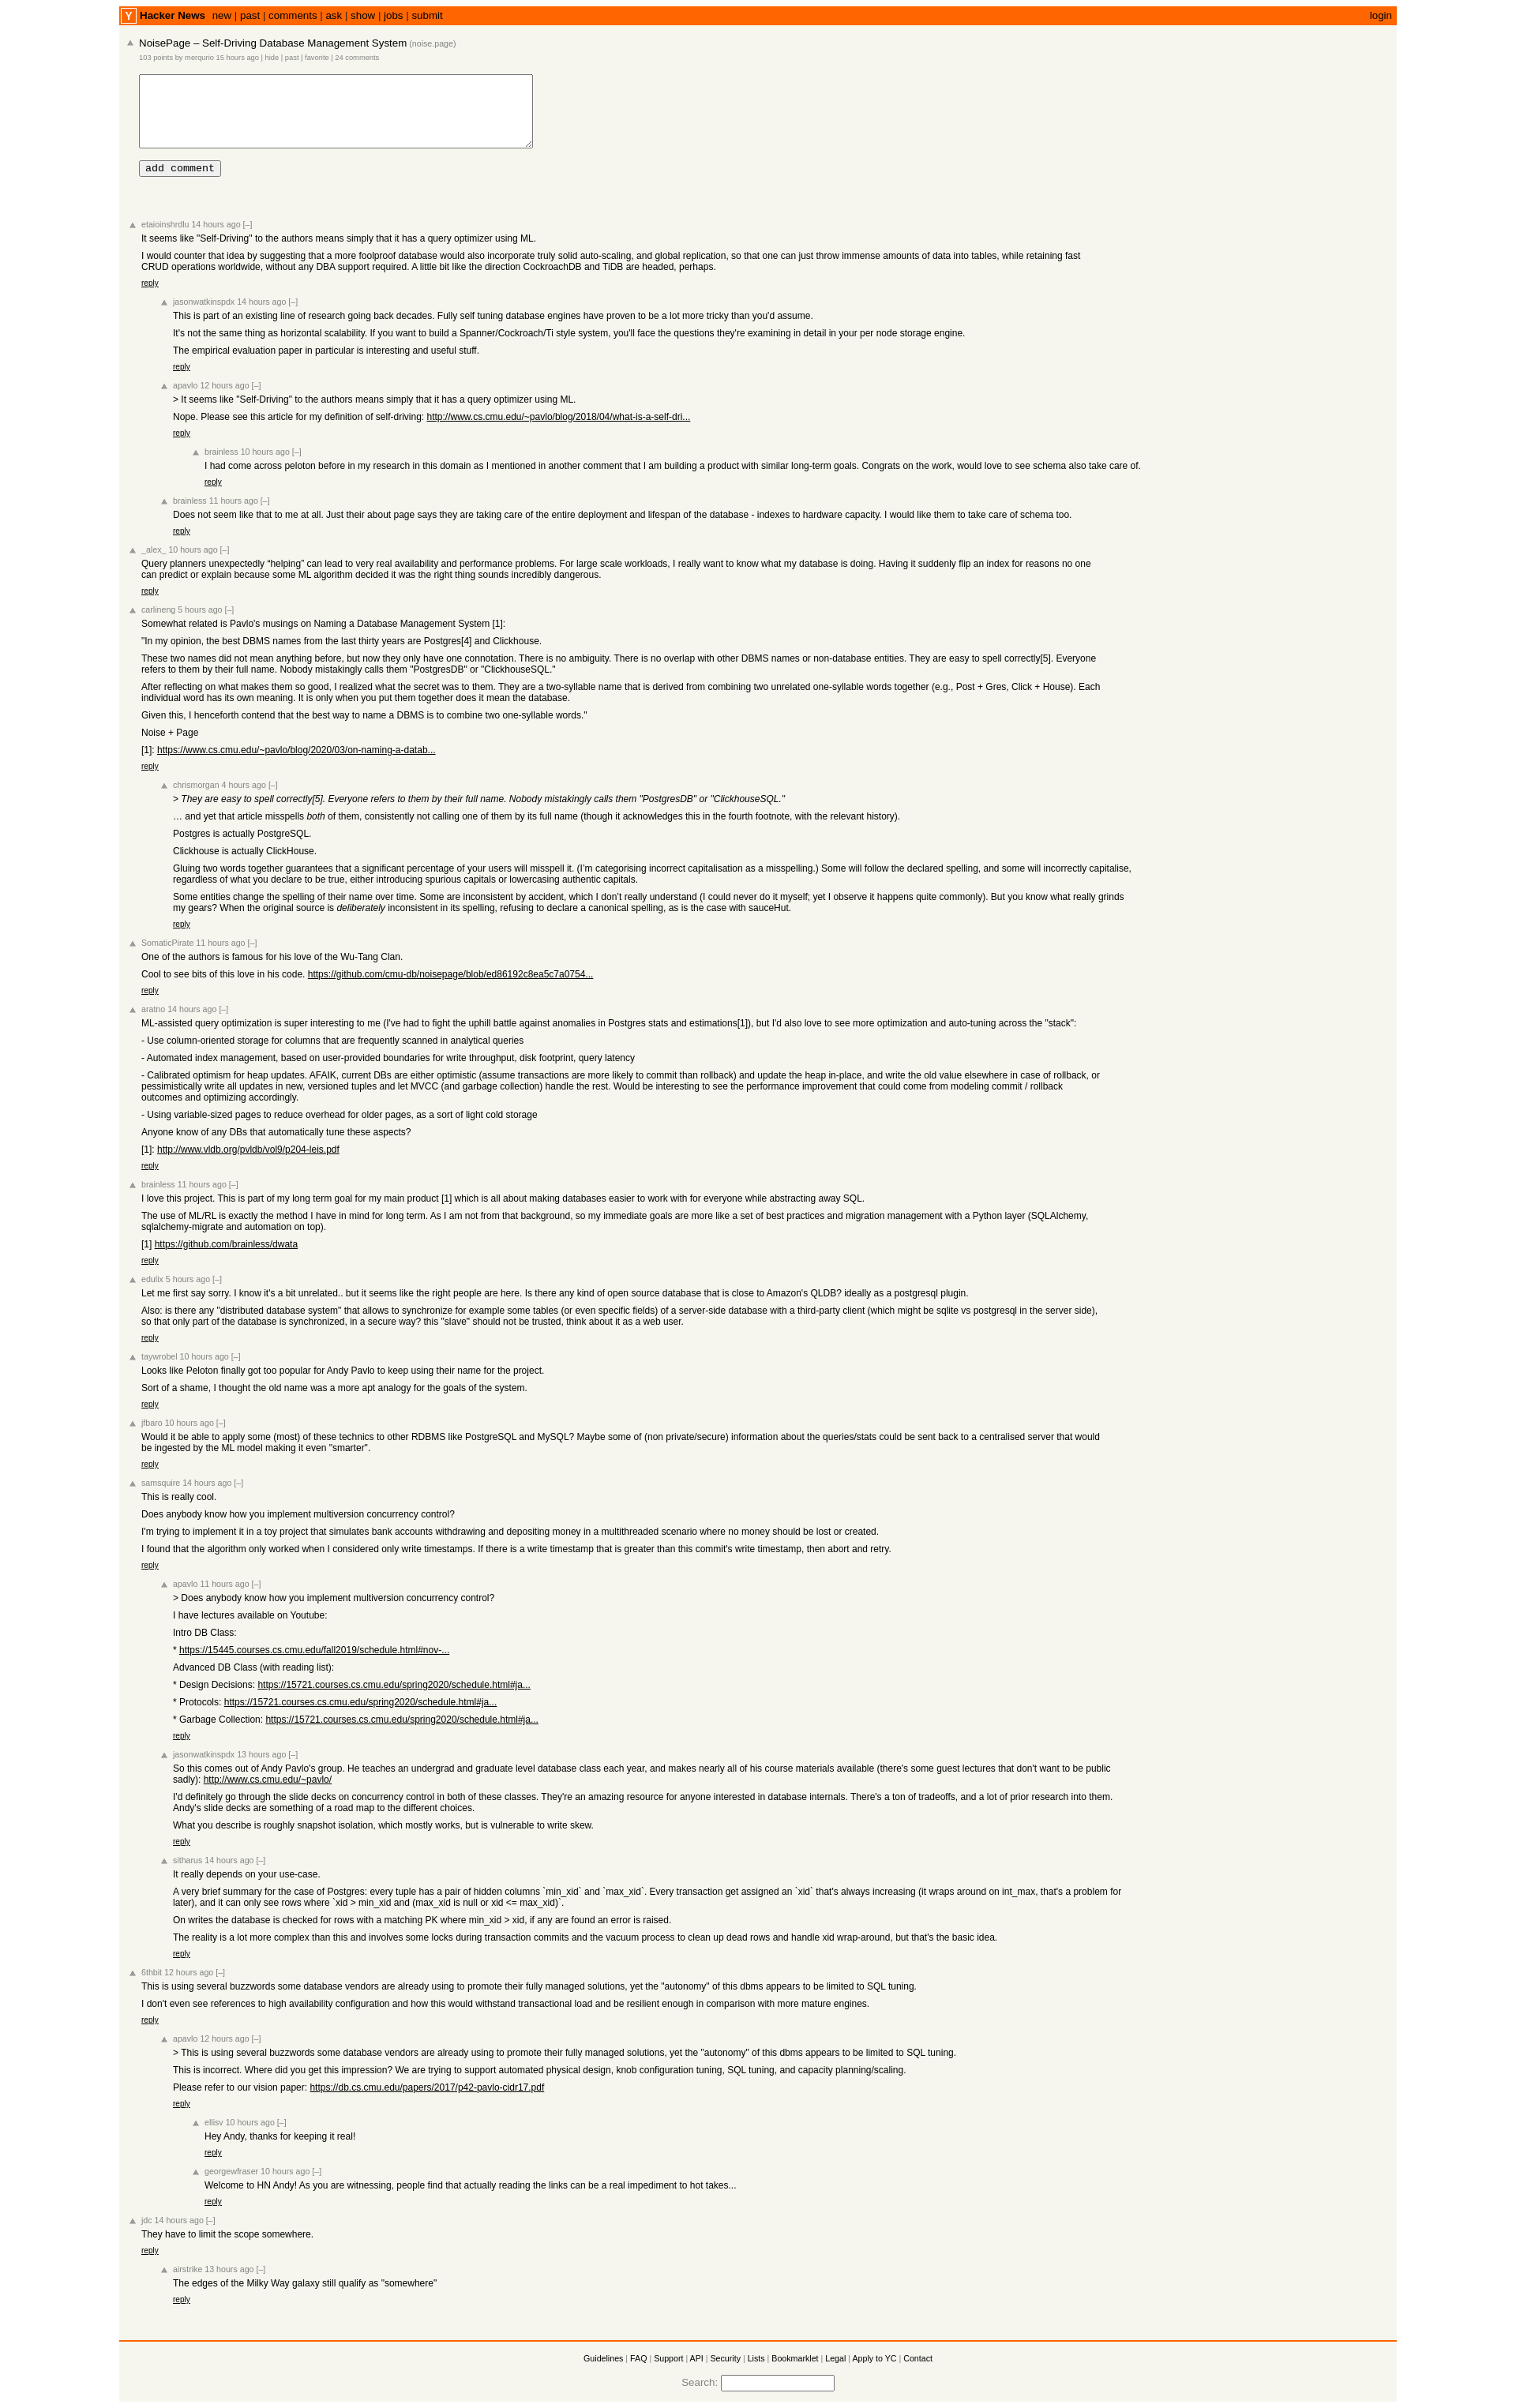 Y Hacker News new | past | comments | ask | show | jobs | submit login
NoisePage – Self-Driving Database Management System (noise.page)
103 points by merqurio 15 hours ago | hide | past | favorite | 24 comments
add comment
etaioinshrdlu 14 hours ago [–]
It seems like "Self-Driving" to the authors means simply that it has a query optimizer using ML.
I would counter that idea by suggesting that a more foolproof database would also incorporate truly solid auto-scaling, and global replication, so that one can just throw immense amounts of data into tables, while retaining fast
CRUD operations worldwide, without any DBA support required. A little bit like the direction CockroachDB and TiDB are headed, perhaps.
reply
jasonwatkinspdx 14 hours ago [–]
This is part of an existing line of research going back decades. Fully self tuning database engines have proven to be a lot more tricky than you'd assume.
It's not the same thing as horizontal scalability. If you want to build a Spanner/Cockroach/Ti style system, you'll face the questions they're examining in detail in your per node storage engine.
The empirical evaluation paper in particular is interesting and useful stuff.
reply
apavlo 12 hours ago [–]
> It seems like "Self-Driving" to the authors means simply that it has a query optimizer using ML.
Nope. Please see this article for my definition of self-driving: http://www.cs.cmu.edu/~pavlo/blog/2018/04/what-is-a-self-dri...
reply
brainless 10 hours ago [–]
I had come across peloton before in my research in this domain as I mentioned in another comment that I am building a product with similar long-term goals. Congrats on the work, would love to see schema also take care of.
reply
brainless 11 hours ago [–]
Does not seem like that to me at all. Just their about page says they are taking care of the entire deployment and lifespan of the database - indexes to hardware capacity. I would like them to take care of schema too.
reply
_alex_ 10 hours ago [–]
Query planners unexpectedly “helping” can lead to very real availability and performance problems. For large scale workloads, I really want to know what my database is doing. Having it suddenly flip an index for reasons no one
can predict or explain because some ML algorithm decided it was the right thing sounds incredibly dangerous.
reply
carlineng 5 hours ago [–]
Somewhat related is Pavlo's musings on Naming a Database Management System [1]:
"In my opinion, the best DBMS names from the last thirty years are Postgres[4] and Clickhouse.
These two names did not mean anything before, but now they only have one connotation. There is no ambiguity. There is no overlap with other DBMS names or non-database entities. They are easy to spell correctly[5]. Everyone
refers to them by their full name. Nobody mistakingly calls them "PostgresDB" or "ClickhouseSQL."
After reflecting on what makes them so good, I realized what the secret was to them. They are a two-syllable name that is derived from combining two unrelated one-syllable words together (e.g., Post + Gres, Click + House). Each
individual word has its own meaning. It is only when you put them together does it mean the database.
Given this, I henceforth contend that the best way to name a DBMS is to combine two one-syllable words."
Noise + Page
[1]: https://www.cs.cmu.edu/~pavlo/blog/2020/03/on-naming-a-datab...
reply
chrismorgan 4 hours ago [–]
> They are easy to spell correctly[5]. Everyone refers to them by their full name. Nobody mistakingly calls them "PostgresDB" or "ClickhouseSQL."
… and yet that article misspells both of them, consistently not calling one of them by its full name (though it acknowledges this in the fourth footnote, with the relevant history).
Postgres is actually PostgreSQL.
Clickhouse is actually ClickHouse.
Gluing two words together guarantees that a significant percentage of your users will misspell it. (I’m categorising incorrect capitalisation as a misspelling.) Some will follow the declared spelling, and some will incorrectly capitalise,
regardless of what you declare to be true, either introducing spurious capitals or lowercasing authentic capitals.
Some entities change the spelling of their name over time. Some are inconsistent by accident, which I don’t really understand (I could never do it myself; yet I observe it happens quite commonly). But you know what really grinds
my gears? When the original source is deliberately inconsistent in its spelling, refusing to declare a canonical spelling, as is the case with sauceHut.
reply
SomaticPirate 11 hours ago [–]
One of the authors is famous for his love of the Wu-Tang Clan.
Cool to see bits of this love in his code. https://github.com/cmu-db/noisepage/blob/ed86192c8ea5c7a0754...
reply
aratno 14 hours ago [–]
ML-assisted query optimization is super interesting to me (I've had to fight the uphill battle against anomalies in Postgres stats and estimations[1]), but I'd also love to see more optimization and auto-tuning across the "stack":
- Use column-oriented storage for columns that are frequently scanned in analytical queries
- Automated index management, based on user-provided boundaries for write throughput, disk footprint, query latency
- Calibrated optimism for heap updates. AFAIK, current DBs are either optimistic (assume transactions are more likely to commit than rollback) and update the heap in-place, and write the old value elsewhere in case of rollback, or
pessimistically write all updates in new, versioned tuples and let MVCC (and garbage collection) handle the rest. Would be interesting to see the performance improvement that could come from modeling commit / rollback
outcomes and optimizing accordingly.
- Using variable-sized pages to reduce overhead for older pages, as a sort of light cold storage
Anyone know of any DBs that automatically tune these aspects?
[1]: http://www.vldb.org/pvldb/vol9/p204-leis.pdf
reply
brainless 11 hours ago [–]
I love this project. This is part of my long term goal for my main product [1] which is all about making databases easier to work with for everyone while abstracting away SQL.
The use of ML/RL is exactly the method I have in mind for long term. As I am not from that background, so my immediate goals are more like a set of best practices and migration management with a Python layer (SQLAlchemy,
sqlalchemy-migrate and automation on top).
[1] https://github.com/brainless/dwata
reply
edulix 5 hours ago [–]
Let me first say sorry. I know it's a bit unrelated.. but it seems like the right people are here. Is there any kind of open source database that is close to Amazon's QLDB? ideally as a postgresql plugin.
Also: is there any "distributed database system" that allows to synchronize for example some tables (or even specific fields) of a server-side database with a third-party client (which might be sqlite vs postgresql in the server side),
so that only part of the database is synchronized, in a secure way? this "slave" should not be trusted, think about it as a web user.
reply
taywrobel 10 hours ago [–]
Looks like Peloton finally got too popular for Andy Pavlo to keep using their name for the project.
Sort of a shame, I thought the old name was a more apt analogy for the goals of the system.
reply
jfbaro 10 hours ago [–]
Would it be able to apply some (most) of these technics to other RDBMS like PostgreSQL and MySQL? Maybe some of (non private/secure) information about the queries/stats could be sent back to a centralised server that would
be ingested by the ML model making it even "smarter".
reply
samsquire 14 hours ago [–]
This is really cool.
Does anybody know how you implement multiversion concurrency control?
I'm trying to implement it in a toy project that simulates bank accounts withdrawing and depositing money in a multithreaded scenario where no money should be lost or created.
I found that the algorithm only worked when I considered only write timestamps. If there is a write timestamp that is greater than this commit's write timestamp, then abort and retry.
reply
apavlo 11 hours ago [–]
> Does anybody know how you implement multiversion concurrency control?
I have lectures available on Youtube:
Intro DB Class:
* https://15445.courses.cs.cmu.edu/fall2019/schedule.html#nov-...
Advanced DB Class (with reading list):
* Design Decisions: https://15721.courses.cs.cmu.edu/spring2020/schedule.html#ja...
* Protocols: https://15721.courses.cs.cmu.edu/spring2020/schedule.html#ja...
* Garbage Collection: https://15721.courses.cs.cmu.edu/spring2020/schedule.html#ja...
reply
jasonwatkinspdx 13 hours ago [–]
So this comes out of Andy Pavlo's group. He teaches an undergrad and graduate level database class each year, and makes nearly all of his course materials available (there's some guest lectures that don't want to be public
sadly): http://www.cs.cmu.edu/~pavlo/
I'd definitely go through the slide decks on concurrency control in both of these classes. They're an amazing resource for anyone interested in database internals. There's a ton of tradeoffs, and a lot of prior research into them.
Andy's slide decks are something of a road map to the different choices.
What you describe is roughly snapshot isolation, which mostly works, but is vulnerable to write skew.
reply
sitharus 14 hours ago [–]
It really depends on your use-case.
A very brief summary for the case of Postgres: every tuple has a pair of hidden columns `min_xid` and `max_xid`. Every transaction get assigned an `xid` that's always increasing (it wraps around on int_max, that's a problem for
later), and it can only see rows where `xid > min_xid and (max_xid is null or xid <= max_xid)`.
On writes the database is checked for rows with a matching PK where min_xid > xid, if any are found an error is raised.
The reality is a lot more complex than this and involves some locks during transaction commits and the vacuum process to clean up dead rows and handle xid wrap-around, but that's the basic idea.
reply
6thbit 12 hours ago [–]
This is using several buzzwords some database vendors are already using to promote their fully managed solutions, yet the "autonomy" of this dbms appears to be limited to SQL tuning.
I don't even see references to high availability configuration and how this would withstand transactional load and be resilient enough in comparison with more mature engines.
reply
apavlo 12 hours ago [–]
> This is using several buzzwords some database vendors are already using to promote their fully managed solutions, yet the "autonomy" of this dbms appears to be limited to SQL tuning.
This is incorrect. Where did you get this impression? We are trying to support automated physical design, knob configuration tuning, SQL tuning, and capacity planning/scaling.
Please refer to our vision paper: https://db.cs.cmu.edu/papers/2017/p42-pavlo-cidr17.pdf
reply
ellisv 10 hours ago [–]
Hey Andy, thanks for keeping it real!
reply
georgewfraser 10 hours ago [–]
Welcome to HN Andy! As you are witnessing, people find that actually reading the links can be a real impediment to hot takes...
reply
jdc 14 hours ago [–]
They have to limit the scope somewhere.
reply
airstrike 13 hours ago [–]
The edges of the Milky Way galaxy still qualify as "somewhere"
reply
Guidelines | FAQ | Support | API | Security | Lists | Bookmarklet | Legal | Apply to YC | Contact
Search: